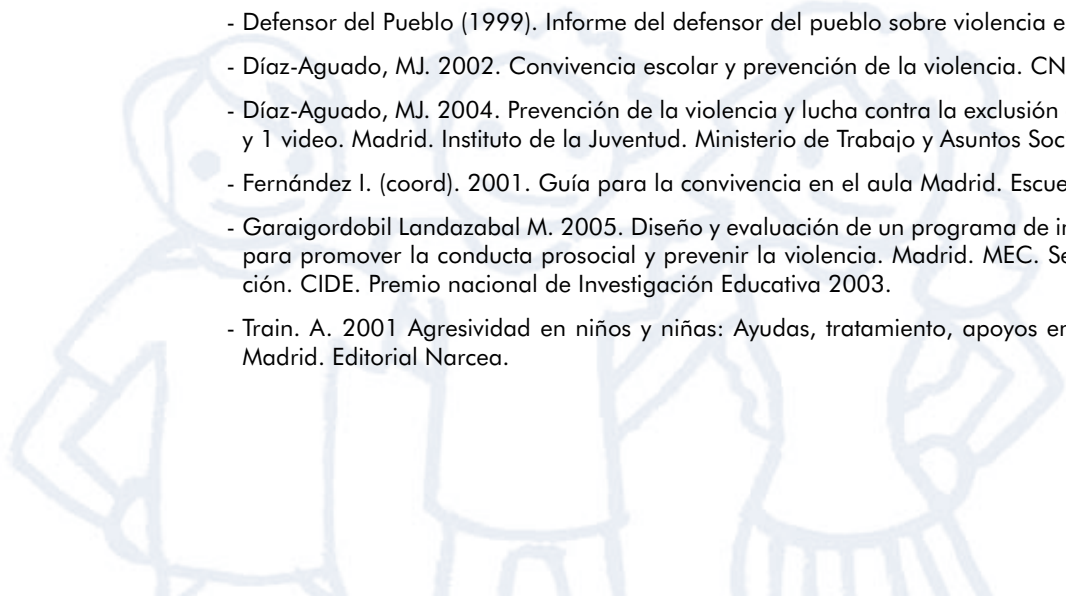 - Defensor del Pueblo (1999). Informe del defensor del pueblo sobre violencia e
- Díaz-Aguado, MJ. 2002. Convivencia escolar y prevención de la violencia. CN
- Díaz-Aguado, MJ. 2004. Prevención de la violencia y lucha contra la exclusión
y 1 video. Madrid. Instituto de la Juventud. Ministerio de Trabajo y Asuntos Soc
- Fernández I. (coord). 2001. Guía para la convivencia en el aula Madrid. Escue
- Garaigordobil Landazabal M. 2005. Diseño y evaluación de un programa de in
para promover la conducta prosocial y prevenir la violencia. Madrid. MEC. Se
ción. CIDE. Premio nacional de Investigación Educativa 2003.
- Train. A. 2001 Agresividad en niños y niñas: Ayudas, tratamiento, apoyos en
Madrid. Editorial Narcea.